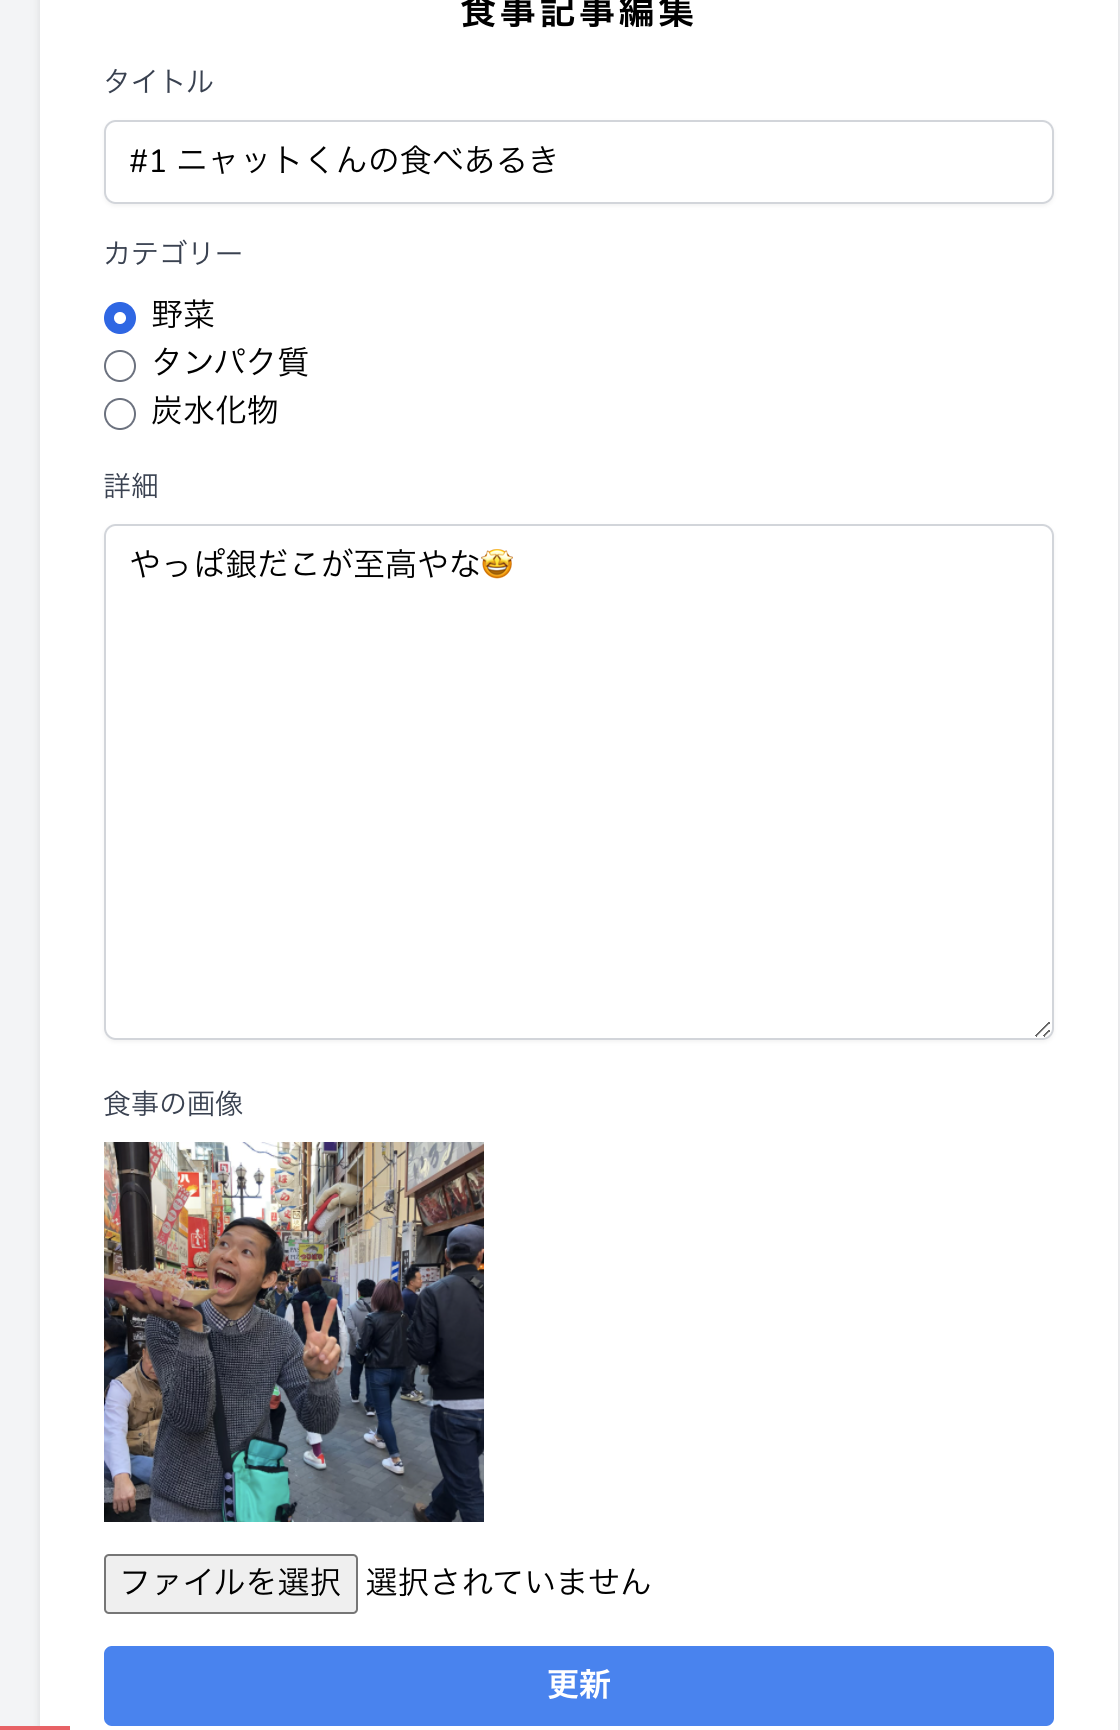 食事記事編集
タイトル
#1 ニャットくんの食べあるき
カテゴリー
野菜
タンパク質
炭水化物
詳細
やっぱ銀だこが至高やな🤩
食事の画像
ファイルを選択 選択されていません
更新